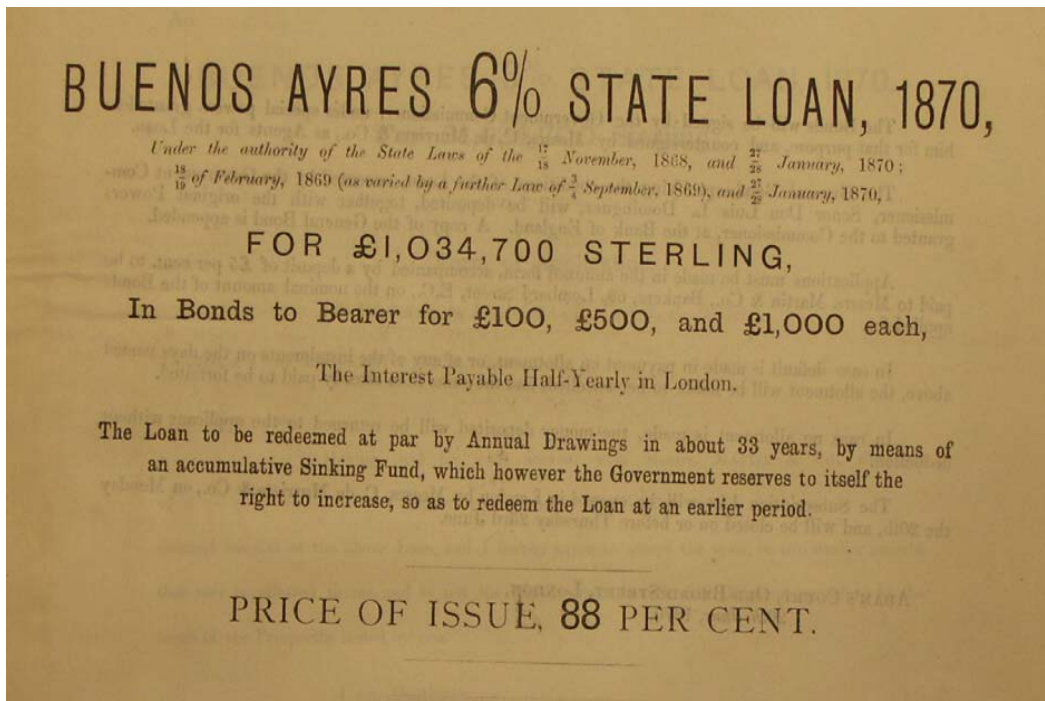 BUENOS AYRES 6% STATE LOAN, 1870,
Under the authority of the State Laws of the 17/18 November, 1868, and 27/28 January, 1870;
18/19 of February, 1869 (as varied by a further Law of 3/4 September, 1869), and 27/28 January, 1870,
FOR £1,034,700 STERLING,
In Bonds to Bearer for £100, £500, and £1,000 each,
The Interest Payable Half-Yearly in London.
The Loan to be redeemed at par by Annual Drawings in about 33 years, by means of
an accumulative Sinking Fund, which however the Government reserves to itself the
right to increase, so as to redeem the Loan at an earlier period.
PRICE OF ISSUE, 88 PER CENT.